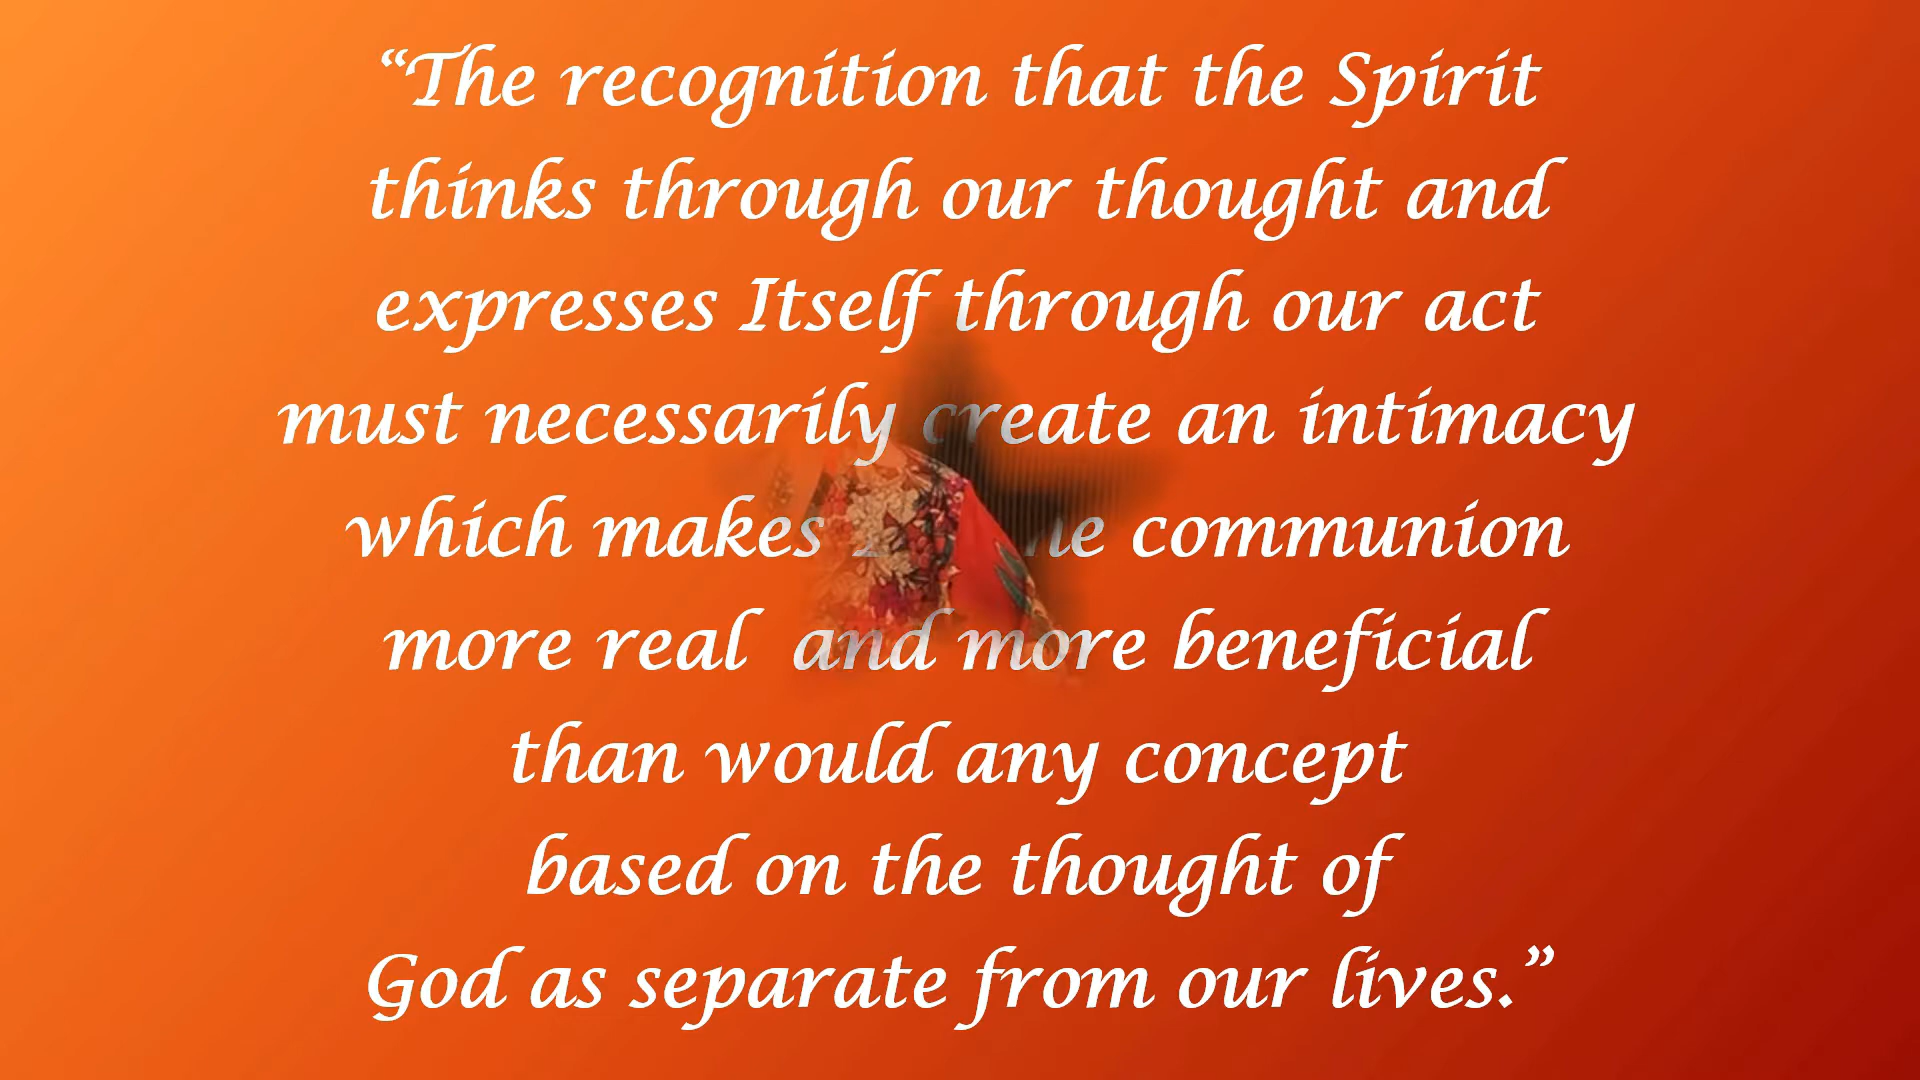 “The recognition that the Spirit
thinks through our thought and
expresses Itself through our act
must necessarily create an intimacy
which makes communion
more real and more beneficial
than would any concept
based on the thought of
God as separate from our lives.”